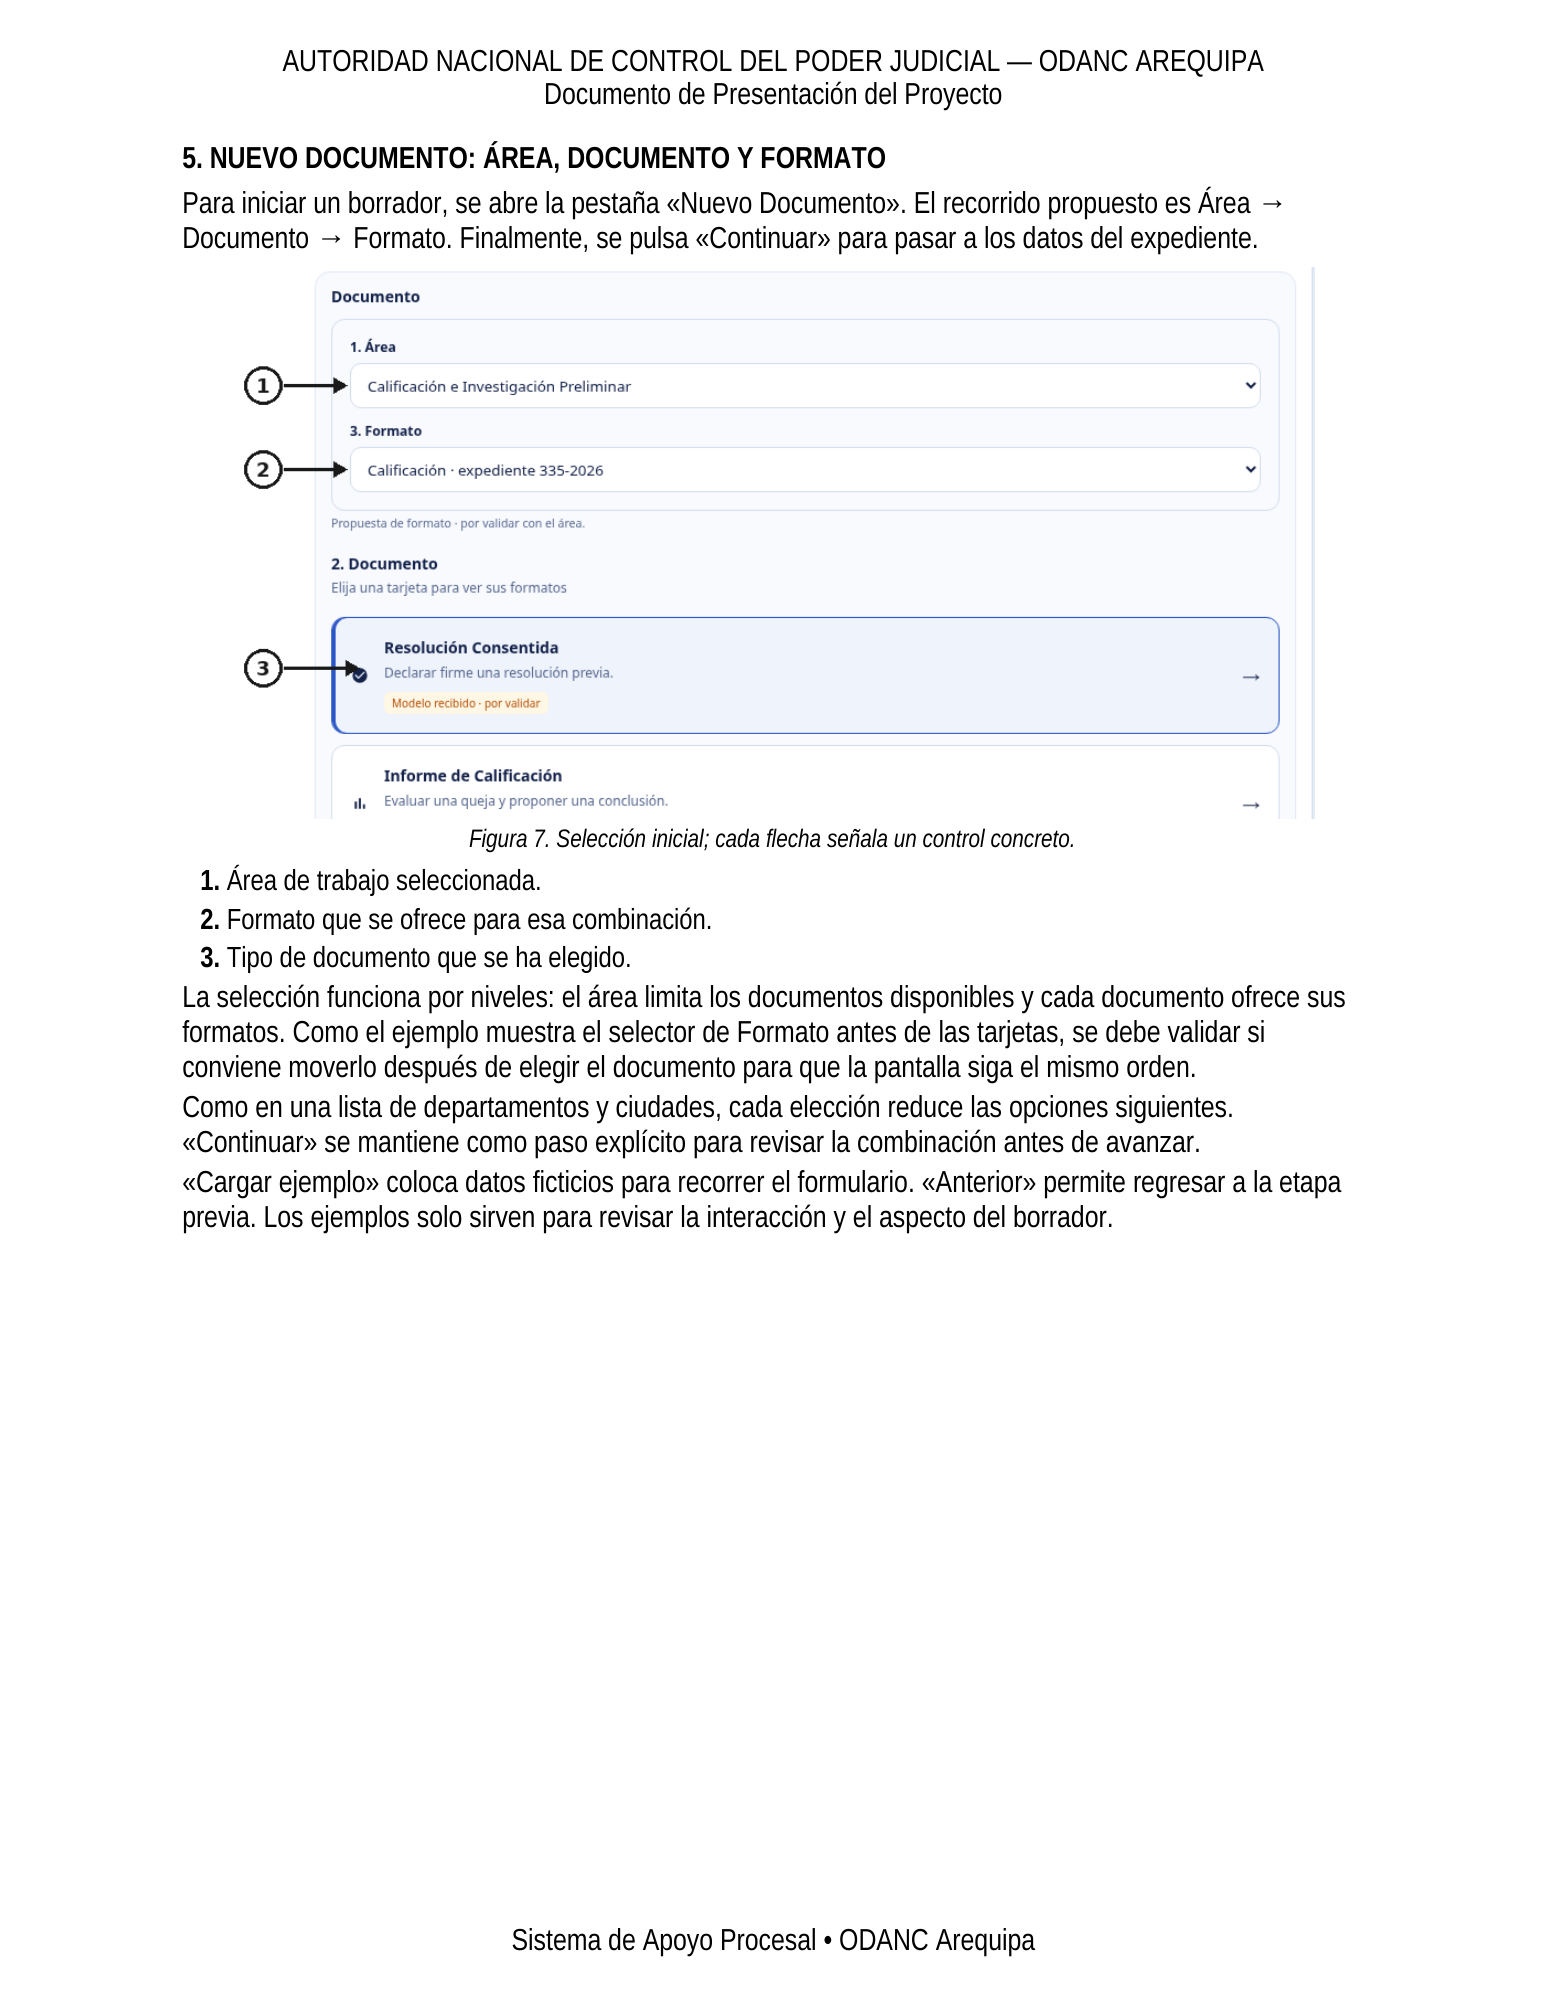 AUTORIDAD NACIONAL DE CONTROL DEL PODER JUDICIAL — ODANC AREQUIPA
Documento de Presentación del Proyecto
5. NUEVO DOCUMENTO: ÁREA, DOCUMENTO Y FORMATO
Para iniciar un borrador, se abre la pestaña «Nuevo Documento». El recorrido propuesto es Área →
Documento → Formato. Finalmente, se pulsa «Continuar» para pasar a los datos del expediente.
Documento
1. Área
1
Calificación e Investigación Preliminar
3. Formato
2
Calificación · expediente 335-2026
Propuesta de formato · por validar con el área.
2. Documento
Elija una tarjeta para ver sus formatos
Resolución Consentida
3
Declarar firme una resolución previa.
→
Modelo recibido · por validar
Informe de Calificación
Evaluar una queja y proponer una conclusión.
→
Figura 7. Selección inicial; cada flecha señala un control concreto.
1. Área de trabajo seleccionada.
2. Formato que se ofrece para esa combinación.
3. Tipo de documento que se ha elegido.
La selección funciona por niveles: el área limita los documentos disponibles y cada documento ofrece sus
formatos. Como el ejemplo muestra el selector de Formato antes de las tarjetas, se debe validar si
conviene moverlo después de elegir el documento para que la pantalla siga el mismo orden.
Como en una lista de departamentos y ciudades, cada elección reduce las opciones siguientes.
«Continuar» se mantiene como paso explícito para revisar la combinación antes de avanzar.
«Cargar ejemplo» coloca datos ficticios para recorrer el formulario. «Anterior» permite regresar a la etapa
previa. Los ejemplos solo sirven para revisar la interacción y el aspecto del borrador.
Sistema de Apoyo Procesal • ODANC Arequipa